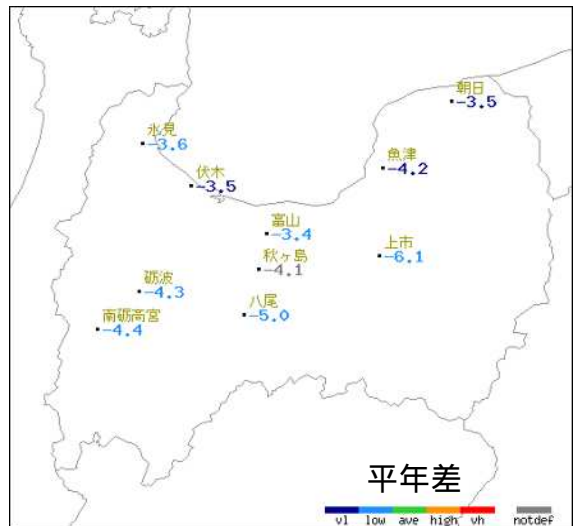 朝日
-3.5
氷見
-3.6
魚津
-4.2
伏木
-3.5
富山
-3.4
上市
-6.1
秋ヶ島
-4.1
砺波
-4.3
八尾
-5.0
南砺高宮
-4.4
平年差
vl low ave high vh notdef